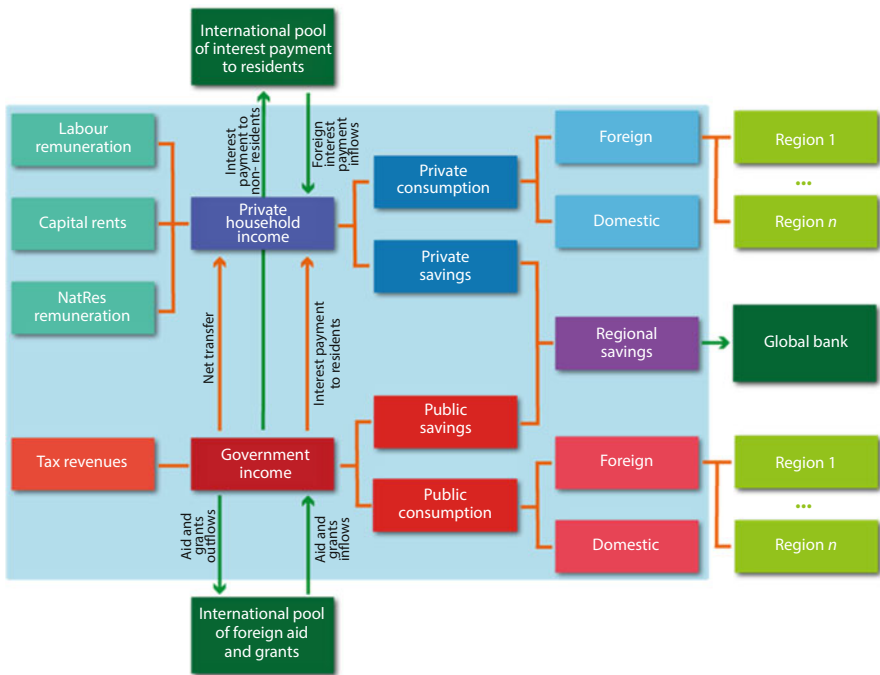 International pool
of interest payment
to residents
Labour
remuneration
Interest
payment to
non- residents
Foreign
interest
payment
inflows
Foreign
Region 1
Private
consumption
...
Capital rents
Private
household
income
Domestic
Region n
Private
savings
NatRes
remuneration
Regional
savings
Global bank
Net transfer
Interest payment
to residents
Public
savings
Tax revenues
Government
income
Foreign
Region 1
Public
consumption
...
Aid and
grants
outflows
Aid and
grants
inflows
Domestic
Region n
International pool
of foreign aid
and grants